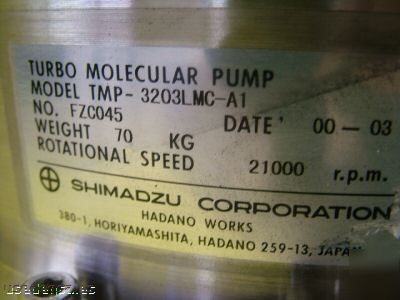 TURBO MOLECULAR PUMP
MODEL TMP-3203LMC-A1
NO. FZC045 DATE' 00-03
WEIGHT 70 KG
ROTATIONAL SPEED 21000 r.p.m.
SHIMADZU CORPORATION
HADANO WORKS
380-1, HORIYAMASHITA, HADANO 259-13, JAPAN